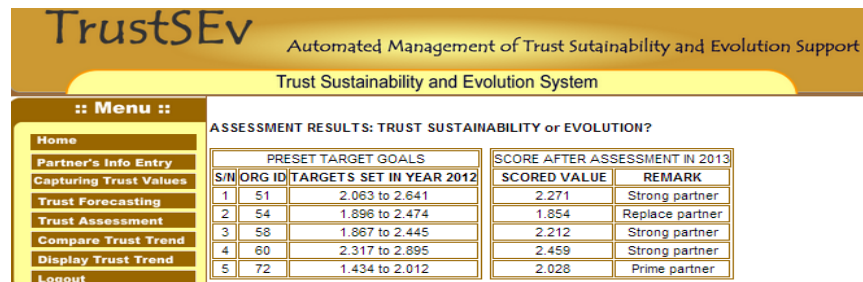 TrustSEv
Automated Management of Trust Sutainability and Evolution Support
Trust Sustainability and Evolution System
:: Menu ::
Home
Partner's Info Entry
Capturing Trust Values
Trust Forecasting
Trust Assessment
Compare Trust Trend
Display Trust Trend
Logout
ASSESSMENT RESULTS: TRUST SUSTAINABILITY or EVOLUTION?
PRESET TARGET GOALS SCORE AFTER ASSESSMENT IN 2013
S/N ORG ID TARGETS SET IN YEAR 2012 SCORED VALUE REMARK
1 51 2.063 to 2.641 2.271 Strong partner
2 54 1.896 to 2.474 1.854 Replace partner
3 58 1.867 to 2.445 2.212 Strong partner
4 60 2.317 to 2.895 2.459 Strong partner
5 72 1.434 to 2.012 2.028 Prime partner